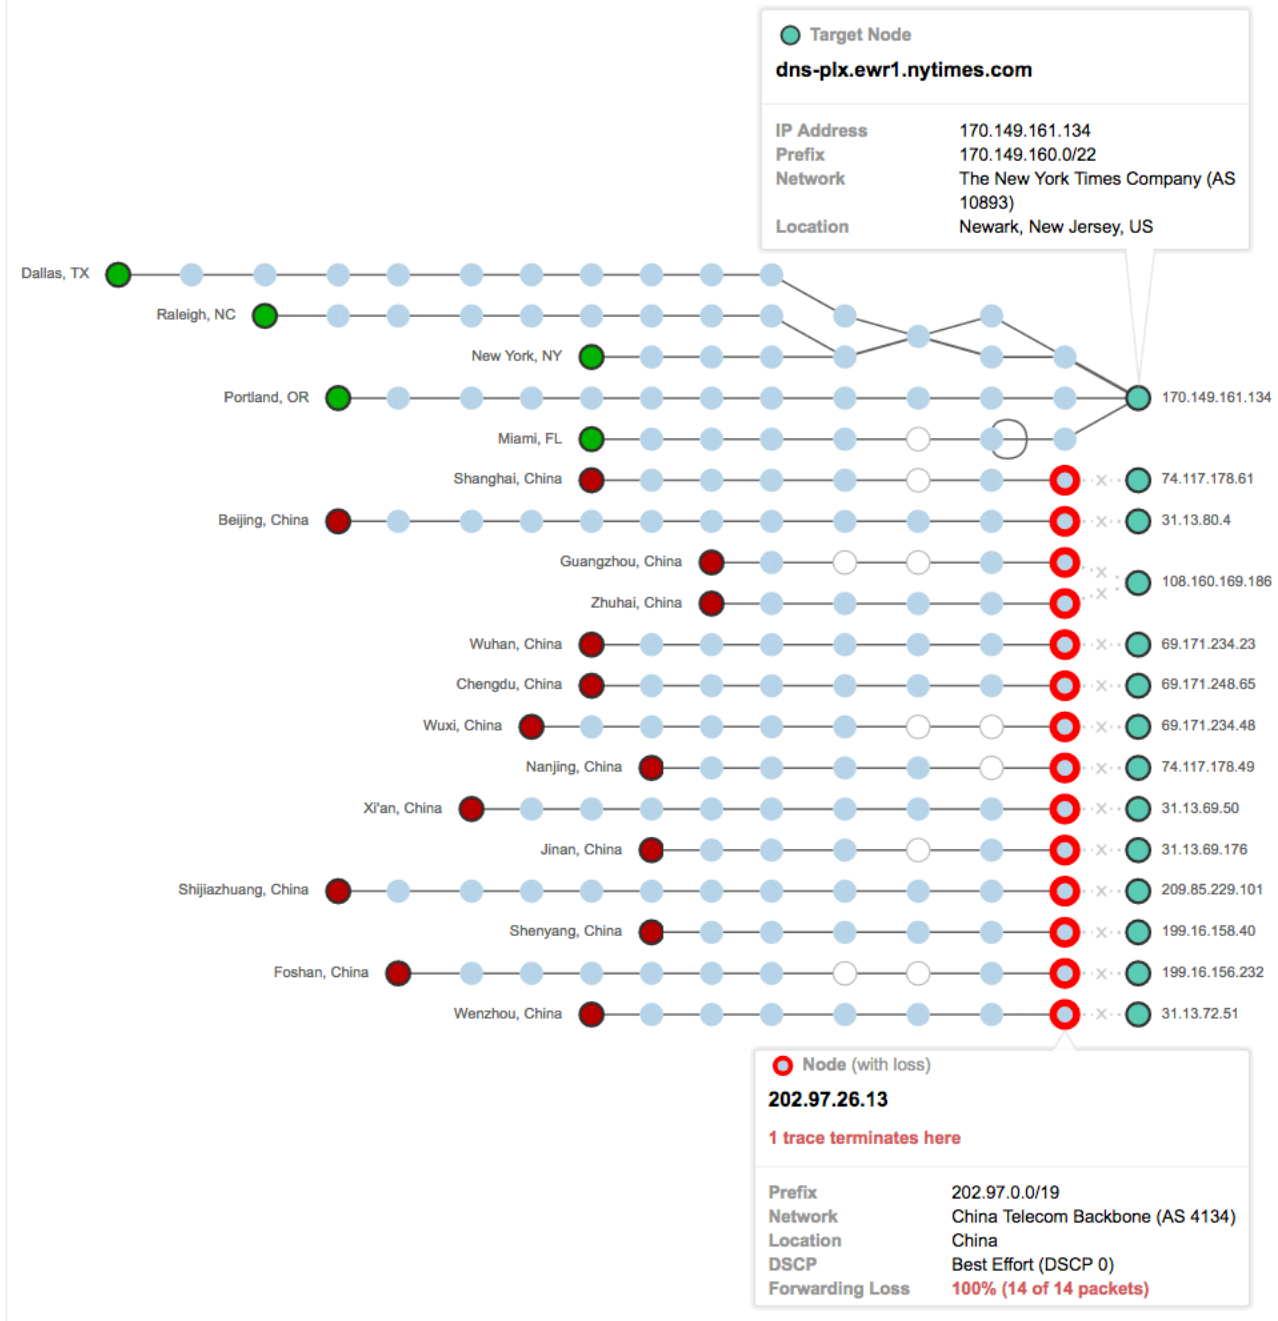 Target Node
dns-plx.ewr1.nytimes.com
IP Address 170.149.161.134
Prefix 170.149.160.0/22
Network The New York Times Company (AS
10893)
Location Newark, New Jersey, US
Dallas, TX
Raleigh, NC
New York, NY
Portland, OR 170.149.161.134
Miami, FL
Shanghai, China x 74.117.178.61
Beijing, China x 31.13.80.4
Guangzhou, China x
108.160.169.186
Zhuhai, China x
Wuhan, China x 69.171.234.23
Chengdu, China x 69.171.248.65
Wuxi, China x 69.171.234.48
Nanjing, China x 74.117.178.49
Xi'an, China x 31.13.69.50
Jinan, China x 31.13.69.176
Shijiazhuang, China x 209.85.229.101
Shenyang, China x 199.16.158.40
Foshan, China x 199.16.156.232
Wenzhou, China x 31.13.72.51
Node (with loss)
202.97.26.13
1 trace terminates here
Prefix 202.97.0.0/19
Network China Telecom Backbone (AS 4134)
Location China
DSCP Best Effort (DSCP 0)
Forwarding Loss 100% (14 of 14 packets)